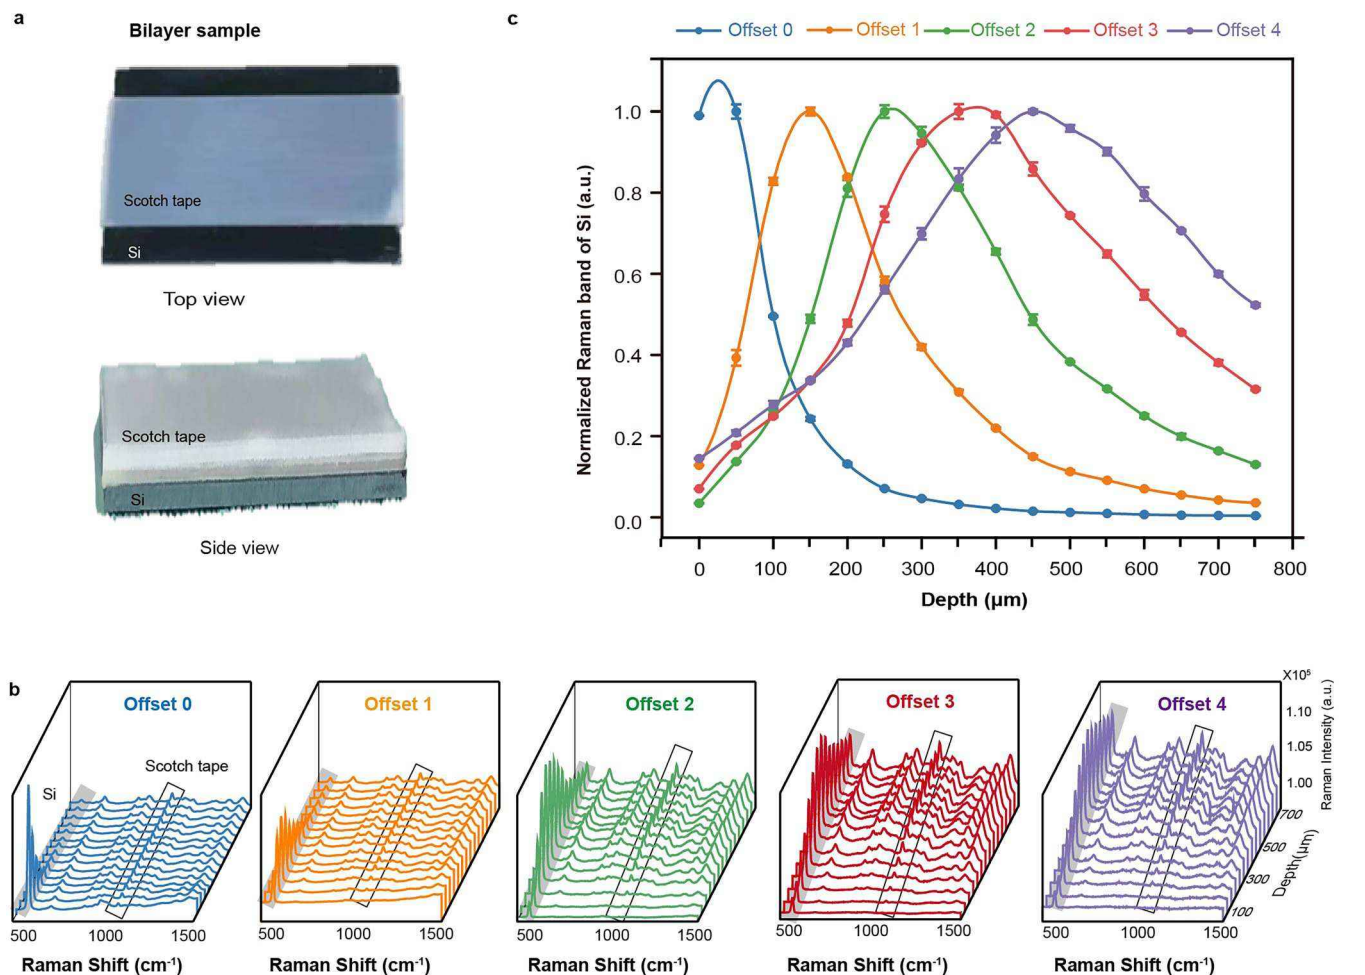 a
Bilayer sample
Scotch tape
Si
Top view
Scotch tape
Si
Side view
c
Offset 0 Offset 1 Offset 2 Offset 3 Offset 4
Normalized Raman band of Si (a.u.)
1.0
0.8
0.6
0.4
0.2
0.0
0 100 200 300 400 500 600 700 800
Depth (µm)
b
Offset 0
Si
Scotch tape
500 1000 1500
Raman Shift (cm⁻¹)
Offset 1
500 1000 1500
Raman Shift (cm⁻¹)
Offset 2
500 1000 1500
Raman Shift (cm⁻¹)
Offset 3
500 1000 1500
Raman Shift (cm⁻¹)
Offset 4
500 1000 1500
Raman Shift (cm⁻¹)
X10⁵
1.10
1.05
1.00
Raman Intensity (a.u.)
700
500
300
100
Depth(µm)